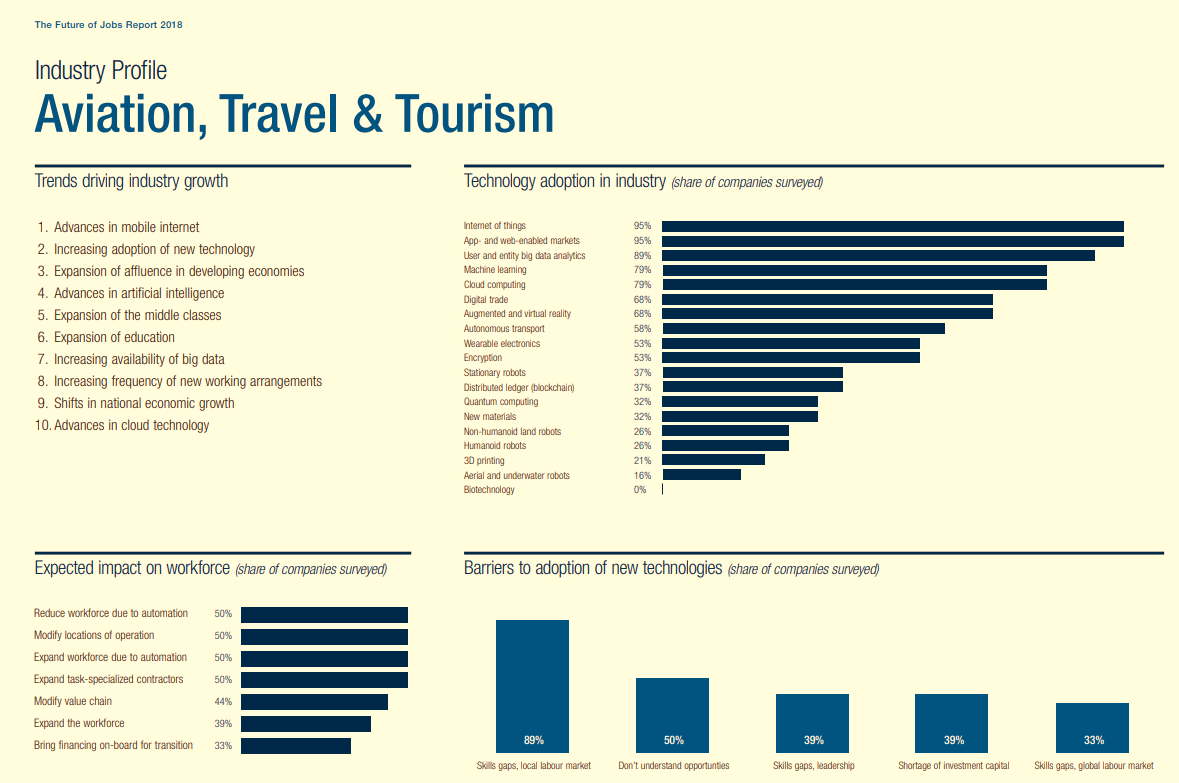 The Future of Jobs Report 2018
Industry Profile
Aviation, Travel & Tourism
Trends driving industry growth
1. Advances in mobile internet
2. Increasing adoption of new technology
3. Expansion of affluence in developing economies
4. Advances in artificial intelligence
5. Expansion of the middle classes
6. Expansion of education
7. Increasing availability of big data
8. Increasing frequency of new working arrangements
9. Shifts in national economic growth
10. Advances in cloud technology
Technology adoption in industry (share of companies surveyed)
Internet of things 95%
App- and web-enabled markets 95%
User and entity big data analytics 89%
Machine learning 79%
Cloud computing 79%
Digital trade 68%
Augmented and virtual reality 68%
Autonomous transport 58%
Wearable electronics 53%
Encryption 53%
Stationary robots 37%
Distributed ledger (blockchain) 37%
Quantum computing 32%
New materials 32%
Non-humanoid land robots 26%
Humanoid robots 26%
3D printing 21%
Aerial and underwater robots 16%
Biotechnology 0%
Expected impact on workforce (share of companies surveyed)
Reduce workforce due to automation 50%
Modify locations of operation 50%
Expand workforce due to automation 50%
Expand task-specialized contractors 50%
Modify value chain 44%
Expand the workforce 39%
Bring financing on-board for transition 33%
Barriers to adoption of new technologies (share of companies surveyed)
89% 50% 39% 39% 33%
Skills gaps, local labour market Don't understand opportunties Skills gaps, leadership Shortage of investment capital Skills gaps, global labour market